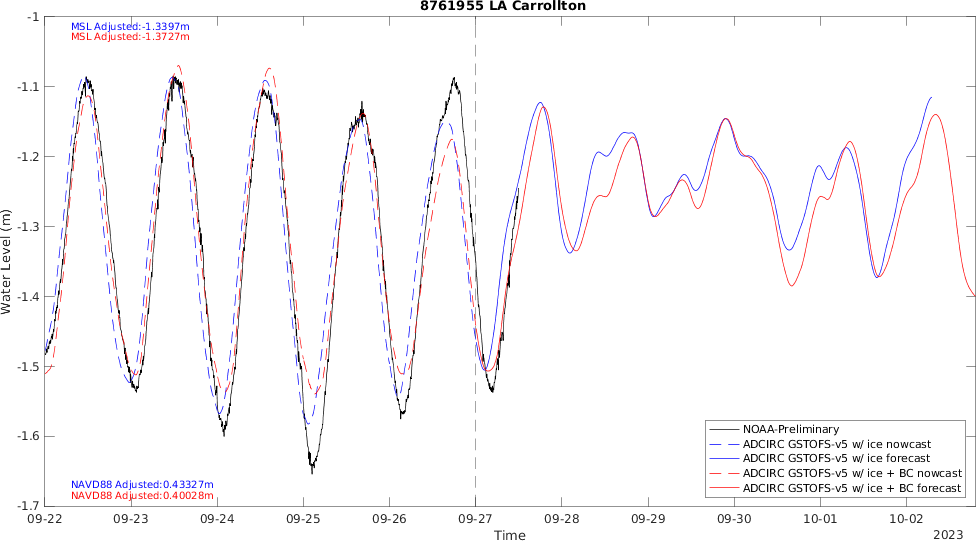 8761955 LA Carrollton
MSL Adjusted:-1.3397m
MSL Adjusted:-1.3727m
-1
-1.1
-1.2
-1.3
-1.4
-1.5
-1.6
-1.7
Water Level (m)
NAVD88 Adjusted:0.43327m
NAVD88 Adjusted:0.40028m
NOAA-Preliminary
ADCIRC GSTOFS-v5 w/ ice nowcast
ADCIRC GSTOFS-v5 w/ ice forecast
ADCIRC GSTOFS-v5 w/ ice + BC nowcast
ADCIRC GSTOFS-v5 w/ ice + BC forecast
09-22 09-23 09-24 09-25 09-26 09-27 09-28 09-29 09-30 10-01 10-02
Time
2023